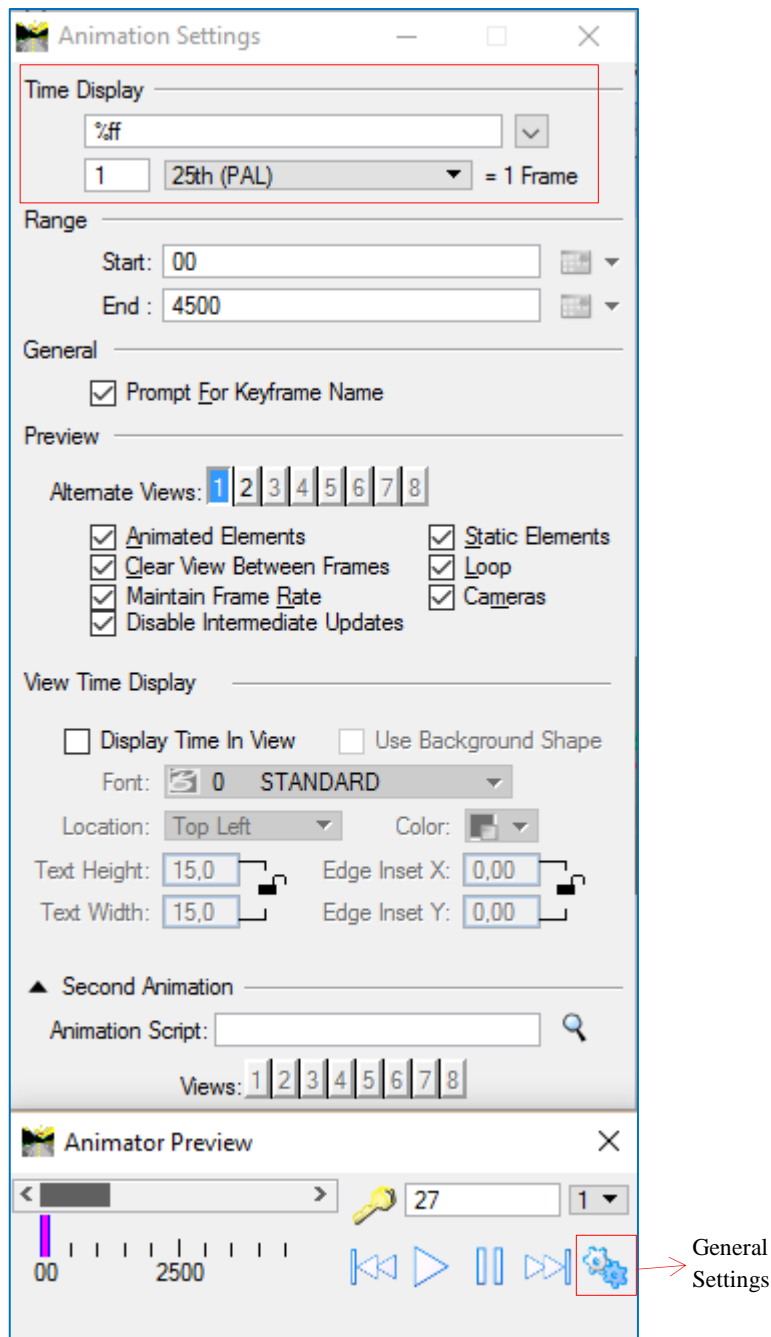 Animation Settings
Time Display
%ff
1 25th (PAL) = 1 Frame
Range
Start: 00
End : 4500
General
Prompt For Keyframe Name
Preview
Alternate Views: 1 2 3 4 5 6 7 8
Animated Elements Static Elements
Clear View Between Frames Loop
Maintain Frame Rate Cameras
Disable Intermediate Updates
View Time Display
Display Time In View Use Background Shape
Font: 0 STANDARD
Location: Top Left Color:
Text Height: 15,0 Edge Inset X: 0,00
Text Width: 15,0 Edge Inset Y: 0,00
Second Animation
Animation Script:
Views: 1 2 3 4 5 6 7 8
Animator Preview
27 1
00 2500
General
Settings